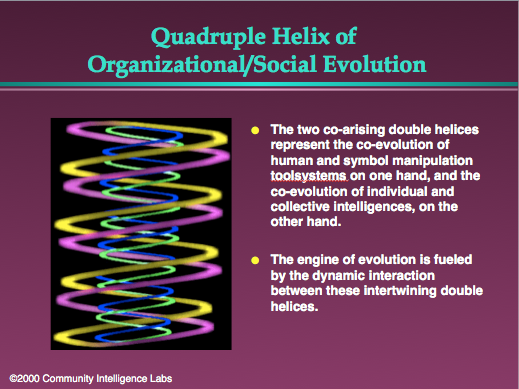 Quadruple Helix of
Organizational/Social Evolution
The two co-arising double helices
represent the co-evolution of
human and symbol manipulation
toolsystems on one hand, and the
co-evolution of individual and
collective intelligences, on the
other hand.
The engine of evolution is fueled
by the dynamic interaction
between these intertwining double
helices.
©2000 Community Intelligence Labs